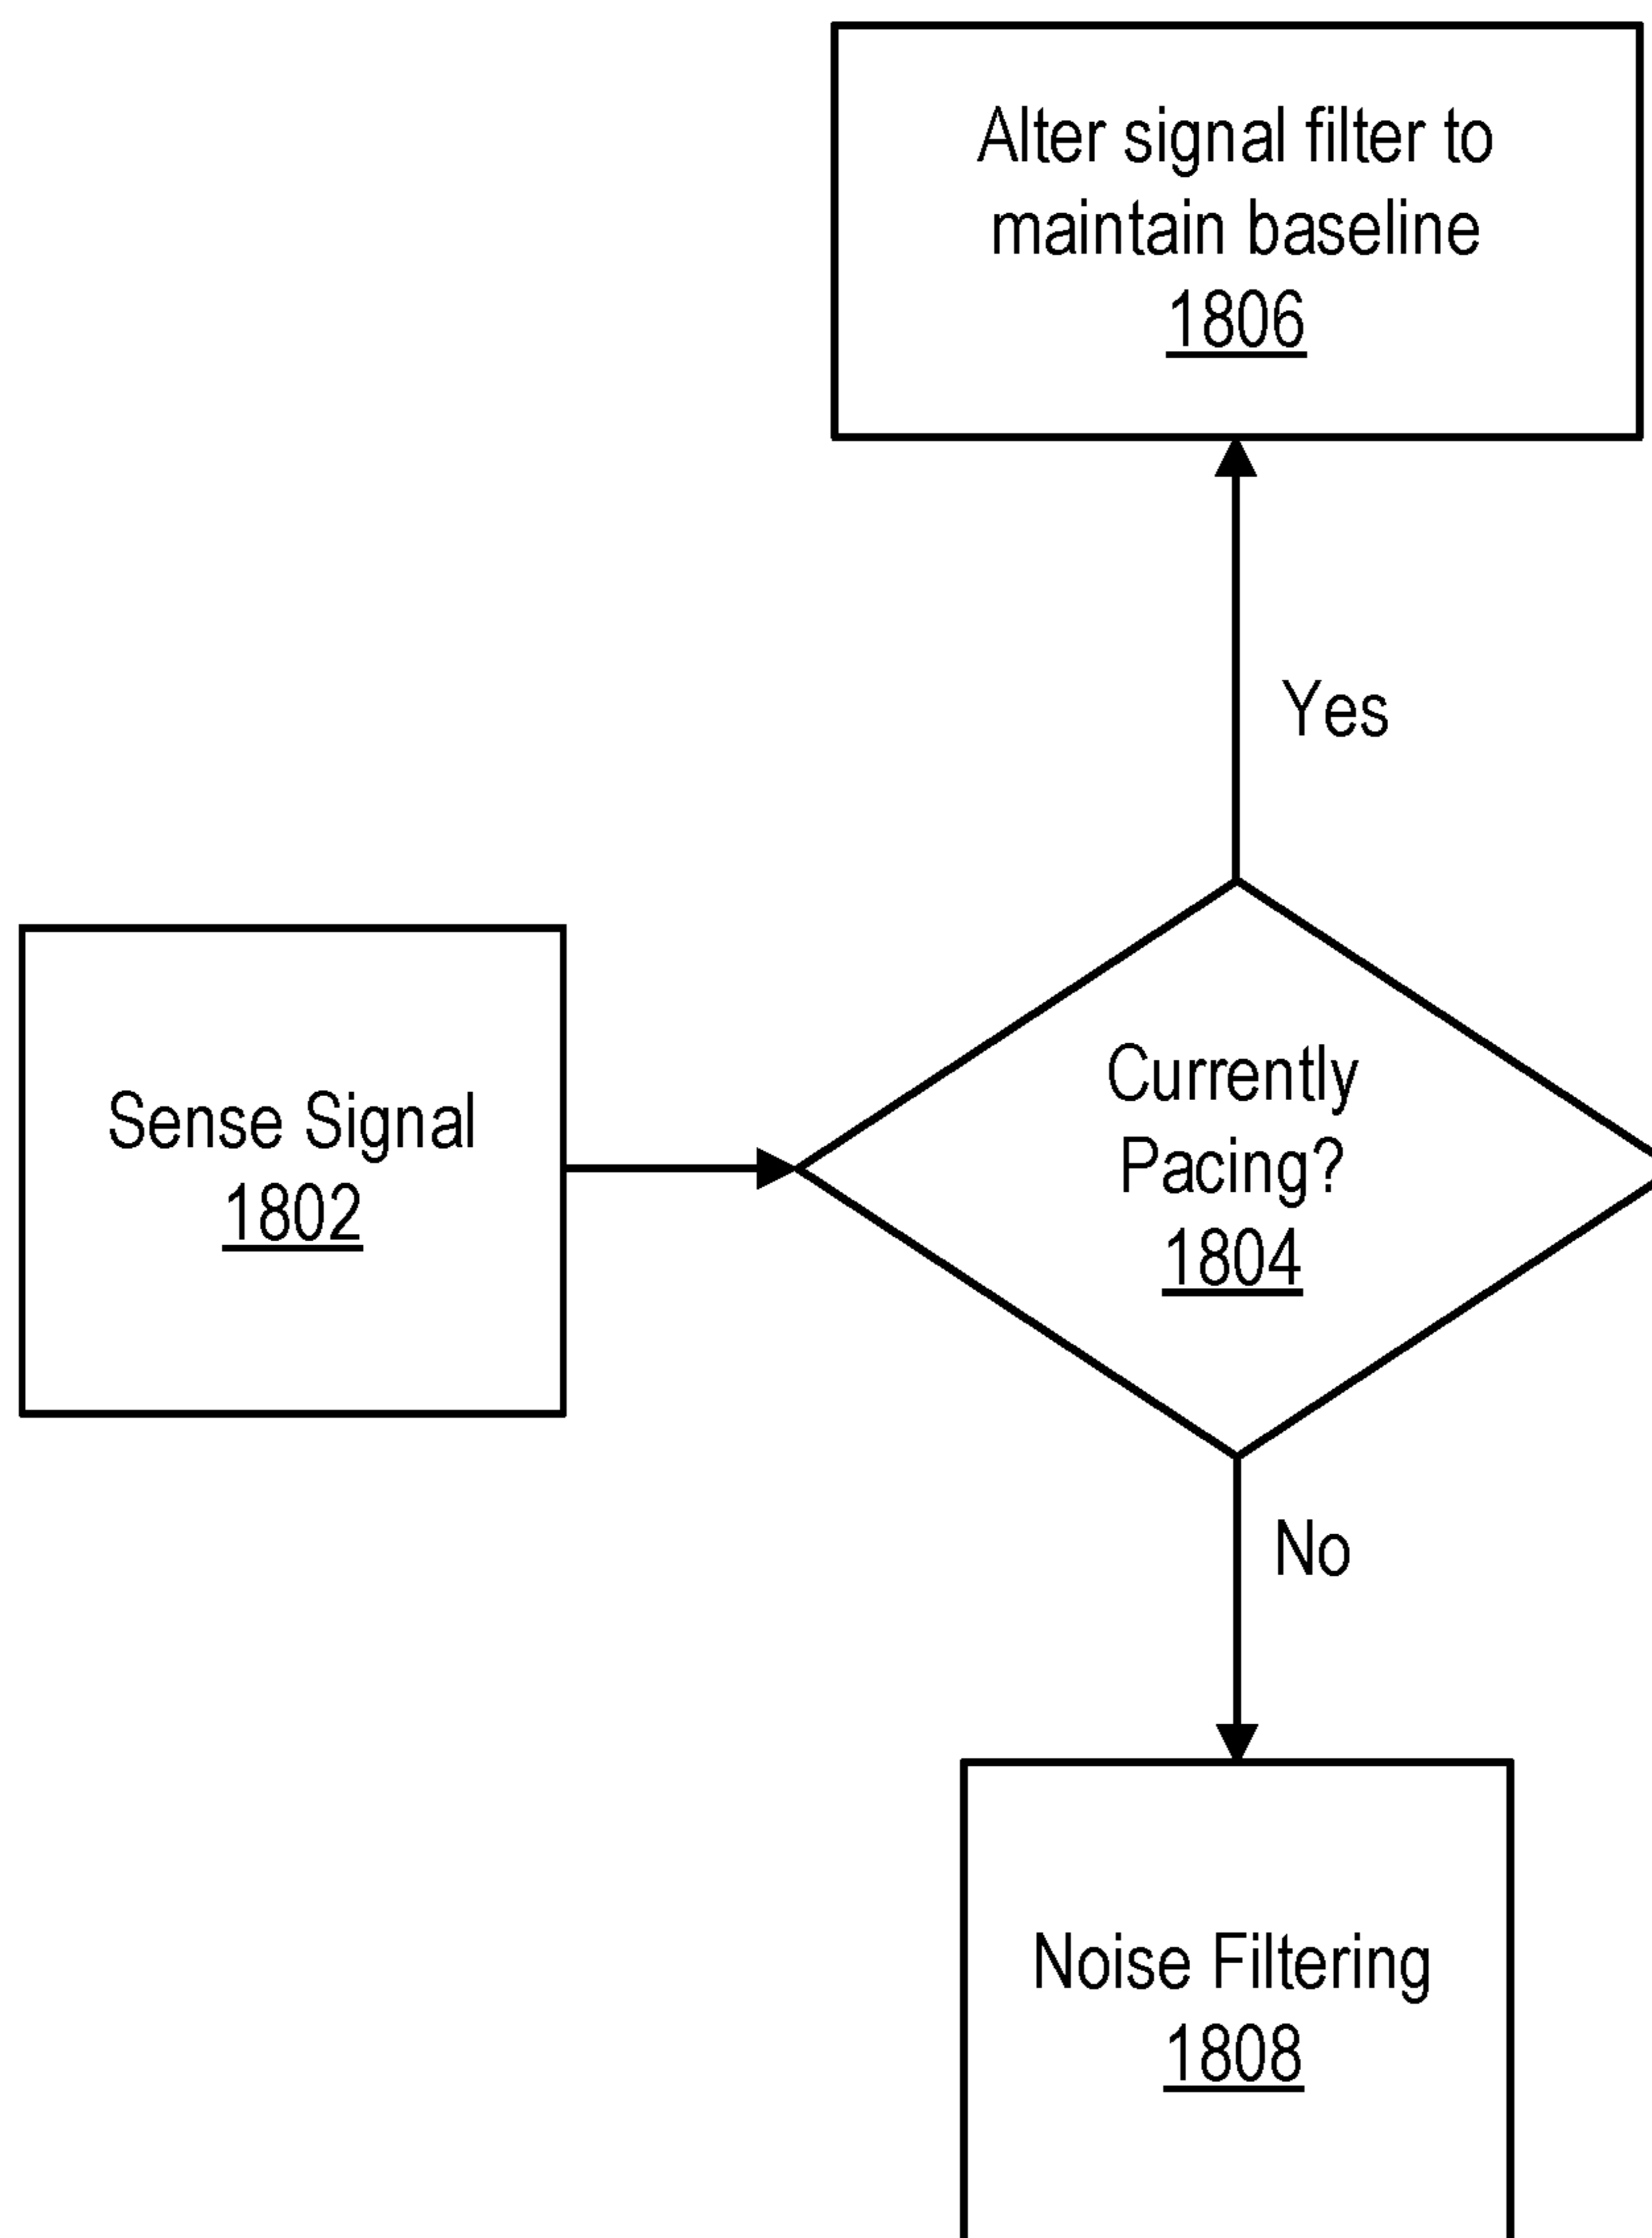 Alter signal filter to
maintain baseline
1806
Yes
Sense Signal
1802
Currently
Pacing?
1804
No
Noise Filtering
1808